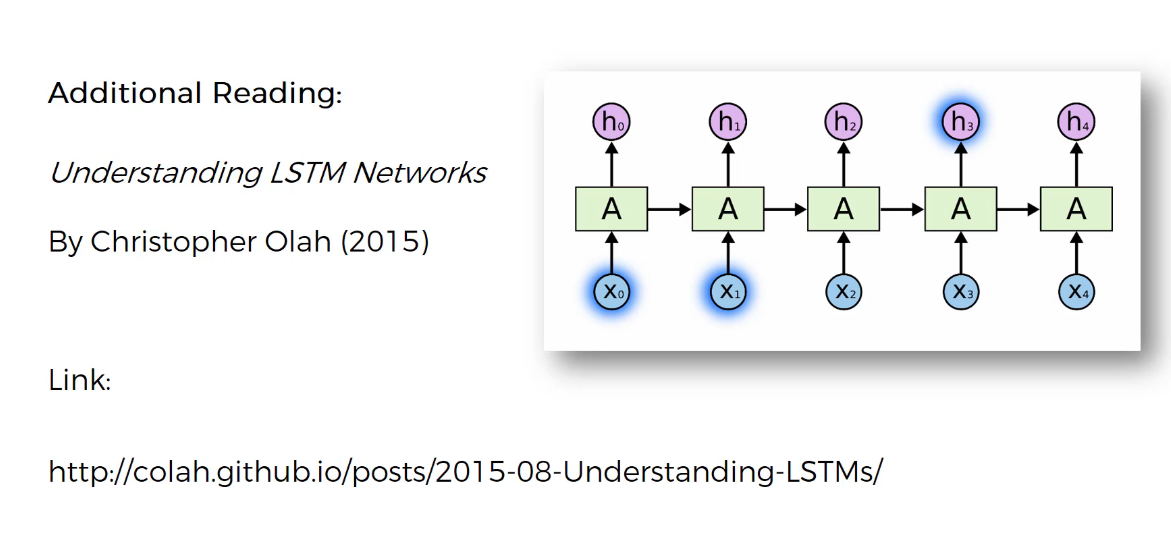 Additional Reading:
Understanding LSTM Networks
By Christopher Olah (2015)
h₀ h₁ h₂ h₃ h₄
A A A A A
x₀ x₁ x₂ x₃ x₄
Link:
http://colah.github.io/posts/2015-08-Understanding-LSTMs/